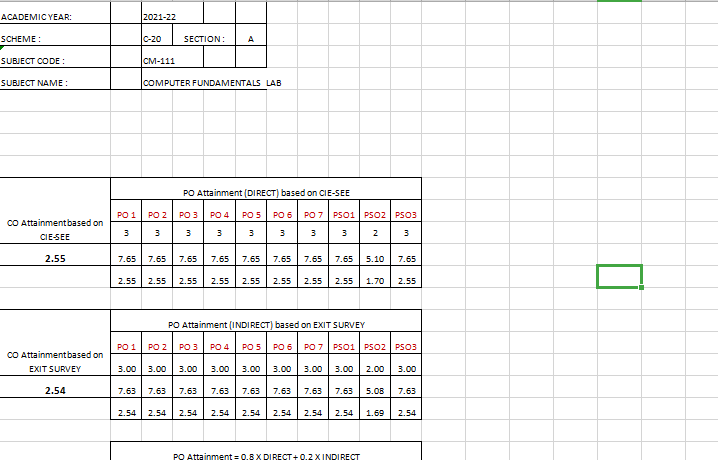 ACADEMIC YEAR: 2021-22
SCHEME : C-20 SECTION : A
SUBJECT CODE : CM-111
SUBJECT NAME : COMPUTER FUNDAMENTALS LAB
PO Attainment (DIRECT) based on CIE-SEE
CO Attainment based on
CIE-SEE
PO 1 PO 2 PO 3 PO 4 PO 5 PO 6 PO 7 PSO1 PSO2 PSO3
3 3 3 3 3 3 3 3 2 3
2.55 7.65 7.65 7.65 7.65 7.65 7.65 7.65 7.65 5.10 7.65
2.55 2.55 2.55 2.55 2.55 2.55 2.55 2.55 1.70 2.55
PO Attainment (INDIRECT) based on EXIT SURVEY
CO Attainment based on
EXIT SURVEY
PO 1 PO 2 PO 3 PO 4 PO 5 PO 6 PO 7 PSO1 PSO2 PSO3
3.00 3.00 3.00 3.00 3.00 3.00 3.00 3.00 2.00 3.00
2.54 7.63 7.63 7.63 7.63 7.63 7.63 7.63 7.63 5.08 7.63
2.54 2.54 2.54 2.54 2.54 2.54 2.54 2.54 1.69 2.54
PO Attainment = 0.8 X DIRECT + 0.2 X INDIRECT